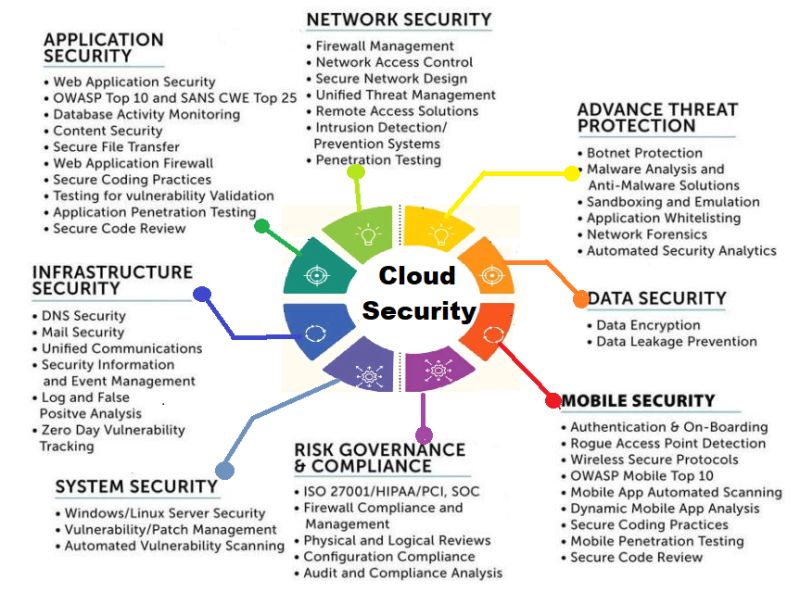 NETWORK SECURITY
• Firewall Management
• Network Access Control
• Secure Network Design
• Unified Threat Management
• Remote Access Solutions
• Intrusion Detection/
Prevention Systems
• Penetration Testing
APPLICATION
SECURITY
• Web Application Security
• OWASP Top 10 and SANS CWE Top 25
• Database Activity Monitoring
• Content Security
• Secure File Transfer
• Web Application Firewall
• Secure Coding Practices
• Testing for vulnerability Validation
• Application Penetration Testing
• Secure Code Review
ADVANCE THREAT
PROTECTION
• Botnet Protection
• Malware Analysis and
Anti-Malware Solutions
• Sandboxing and Emulation
• Application Whitelisting
• Network Forensics
• Automated Security Analytics
Cloud
Security
INFRASTRUCTURE
SECURITY
• DNS Security
• Mail Security
• Unified Communications
• Security Information
and Event Management
• Log and False
Positve Analysis
• Zero Day Vulnerability
Tracking
DATA SECURITY
• Data Encryption
• Data Leakage Prevention
MOBILE SECURITY
• Authentication & On-Boarding
• Rogue Access Point Detection
• Wireless Secure Protocols
• OWASP Mobile Top 10
• Mobile App Automated Scanning
• Dynamic Mobile App Analysis
• Secure Coding Practices
• Mobile Penetration Testing
• Secure Code Review
RISK GOVERNANCE
& COMPLIANCE
• ISO 27001/HIPAA/PCI, SOC
• Firewall Compliance and
Management
• Physical and Logical Reviews
• Configuration Compliance
• Audit and Compliance Analysis
SYSTEM SECURITY
• Windows/Linux Server Security
• Vulnerability/Patch Management
• Automated Vulnerability Scanning